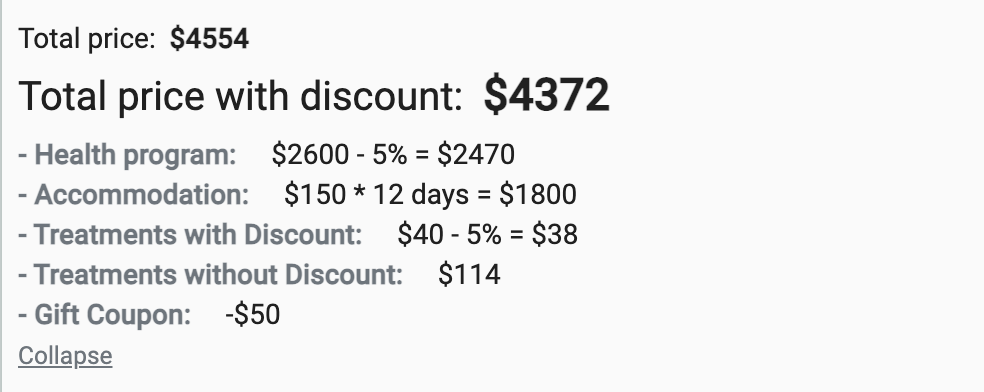 Total price: $4554
Total price with discount: $4372
- Health program: $2600 - 5% = $2470
- Accommodation: $150 * 12 days = $1800
- Treatments with Discount: $40 - 5% = $38
- Treatments without Discount: $114
- Gift Coupon: -$50
Collapse